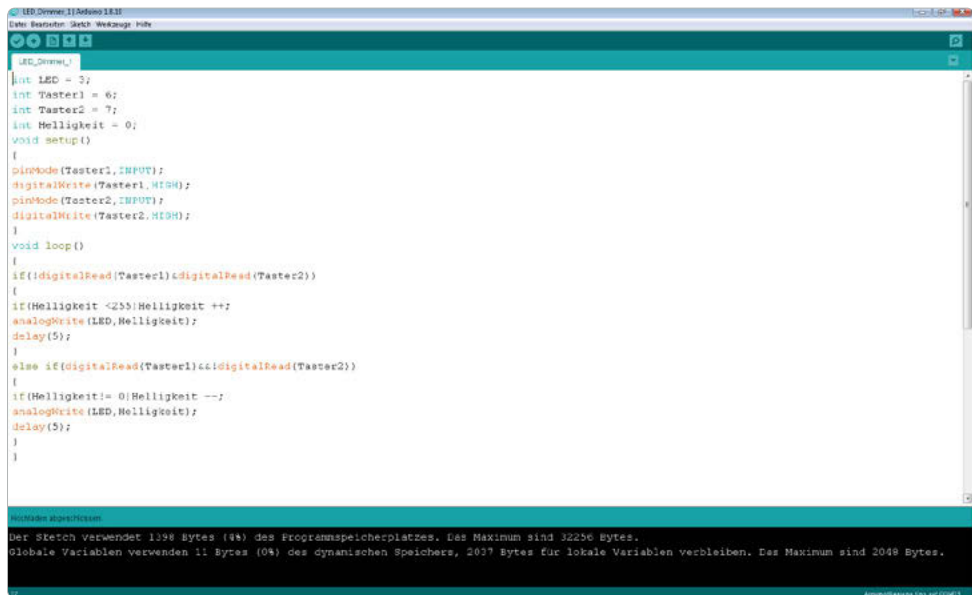 LED_Dimmer_1 | Arduino 1.8.10
Datei Bearbeiten Sketch Werkzeuge Hilfe
LED_Dimmer_1
int LED = 3;
int Taster1 = 6;
int Taster2 = 7;
int Helligkeit = 0;
void setup()
{
pinMode(Taster1,INPUT);
digitalWrite(Taster1,HIGH);
pinMode(Taster2,INPUT);
digitalWrite(Taster2,HIGH);
}
void loop()
{
if(!digitalRead(Taster1)&digitalRead(Taster2))
{
if(Helligkeit <255)Helligkeit ++;
analogWrite(LED,Helligkeit);
delay(5);
}
else if(digitalRead(Taster1)&&!digitalRead(Taster2))
{
if(Helligkeit!= 0)Helligkeit --;
analogWrite(LED,Helligkeit);
delay(5);
}
}
Hochladen abgeschlossen.
Der Sketch verwendet 1398 Bytes (4%) des Programmspeicherplatzes. Das Maximum sind 32256 Bytes.
Globale Variablen verwenden 11 Bytes (0%) des dynamischen Speichers, 2037 Bytes für lokale Variablen verbleiben. Das Maximum sind 2048 Bytes.